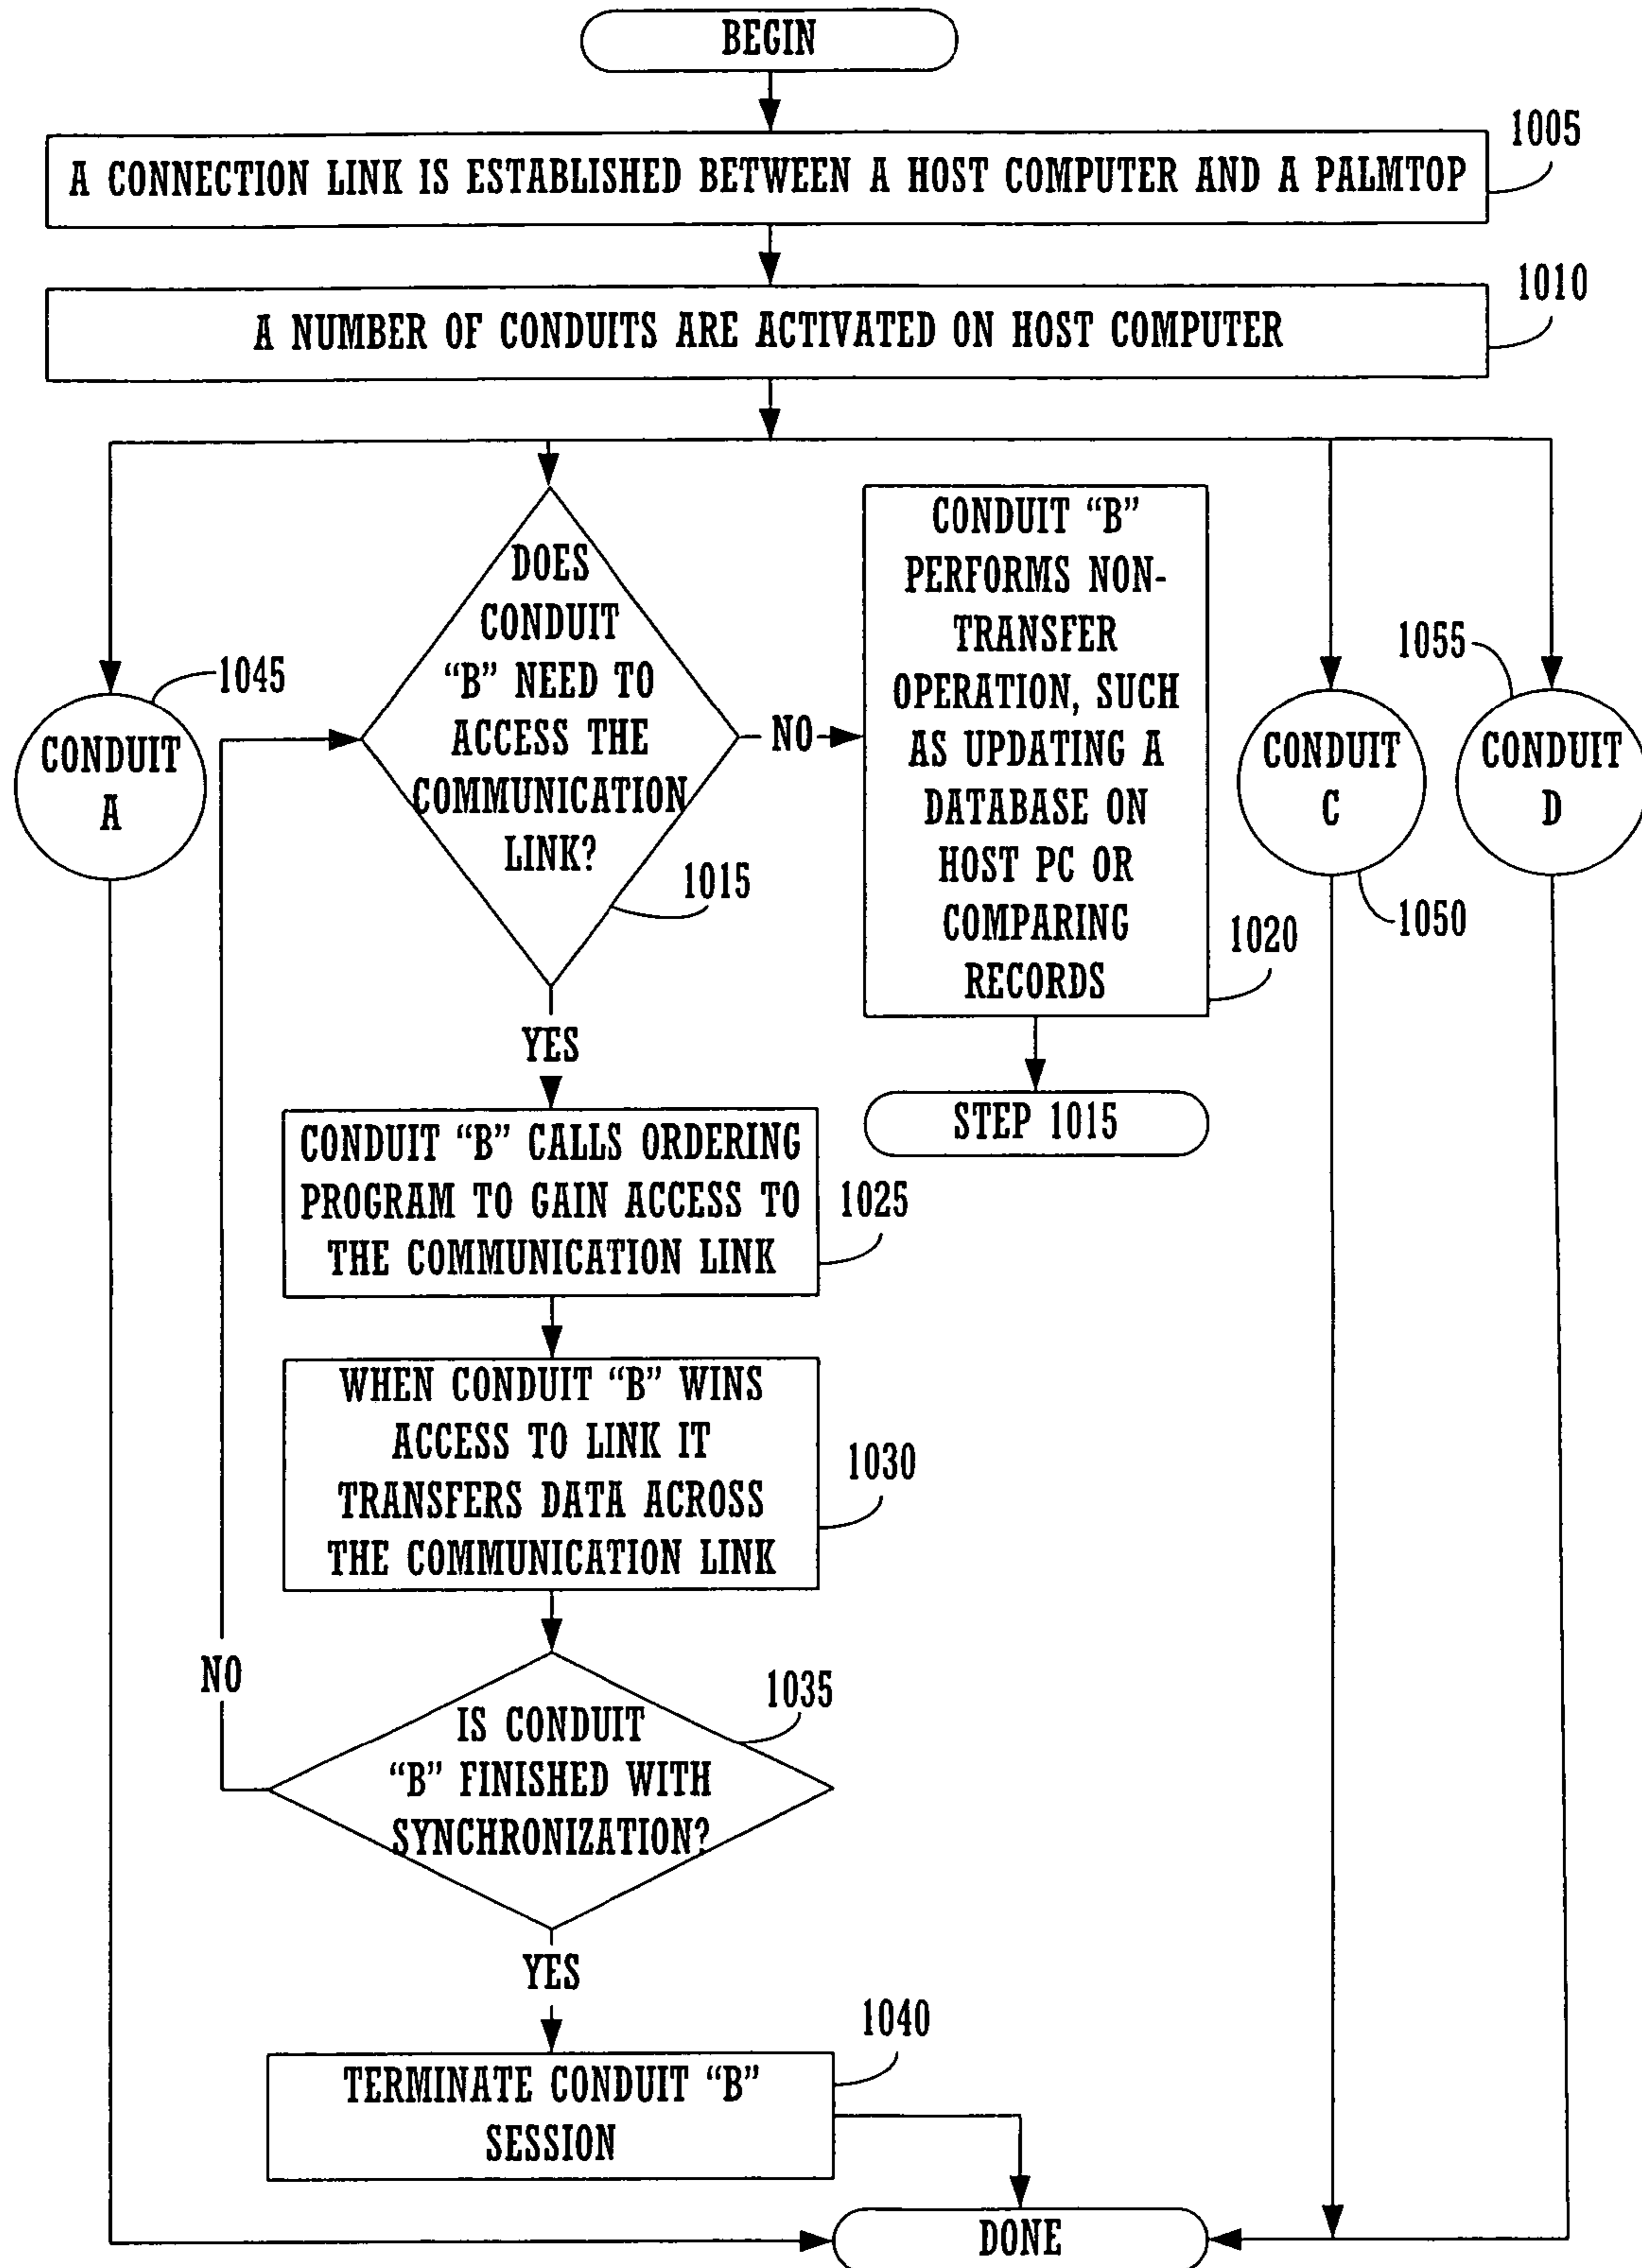 BEGIN
A CONNECTION LINK IS ESTABLISHED BETWEEN A HOST COMPUTER AND A PALMTOP
1005
A NUMBER OF CONDUITS ARE ACTIVATED ON HOST COMPUTER
1010
CONDUIT
A
1045
DOES
CONDUIT
“B” NEED TO
ACCESS THE
COMMUNICATION
LINK?
1015
NO
CONDUIT “B”
PERFORMS NON-
TRANSFER
OPERATION, SUCH
AS UPDATING A
DATABASE ON
HOST PC OR
COMPARING
RECORDS
1020
STEP 1015
CONDUIT
C
1050
1055
CONDUIT
D
YES
CONDUIT “B” CALLS ORDERING
PROGRAM TO GAIN ACCESS TO
THE COMMUNICATION LINK
1025
WHEN CONDUIT “B” WINS
ACCESS TO LINK IT
TRANSFERS DATA ACROSS
THE COMMUNICATION LINK
1030
NO
IS CONDUIT
“B” FINISHED WITH
SYNCHRONIZATION?
1035
YES
TERMINATE CONDUIT “B”
SESSION
1040
DONE